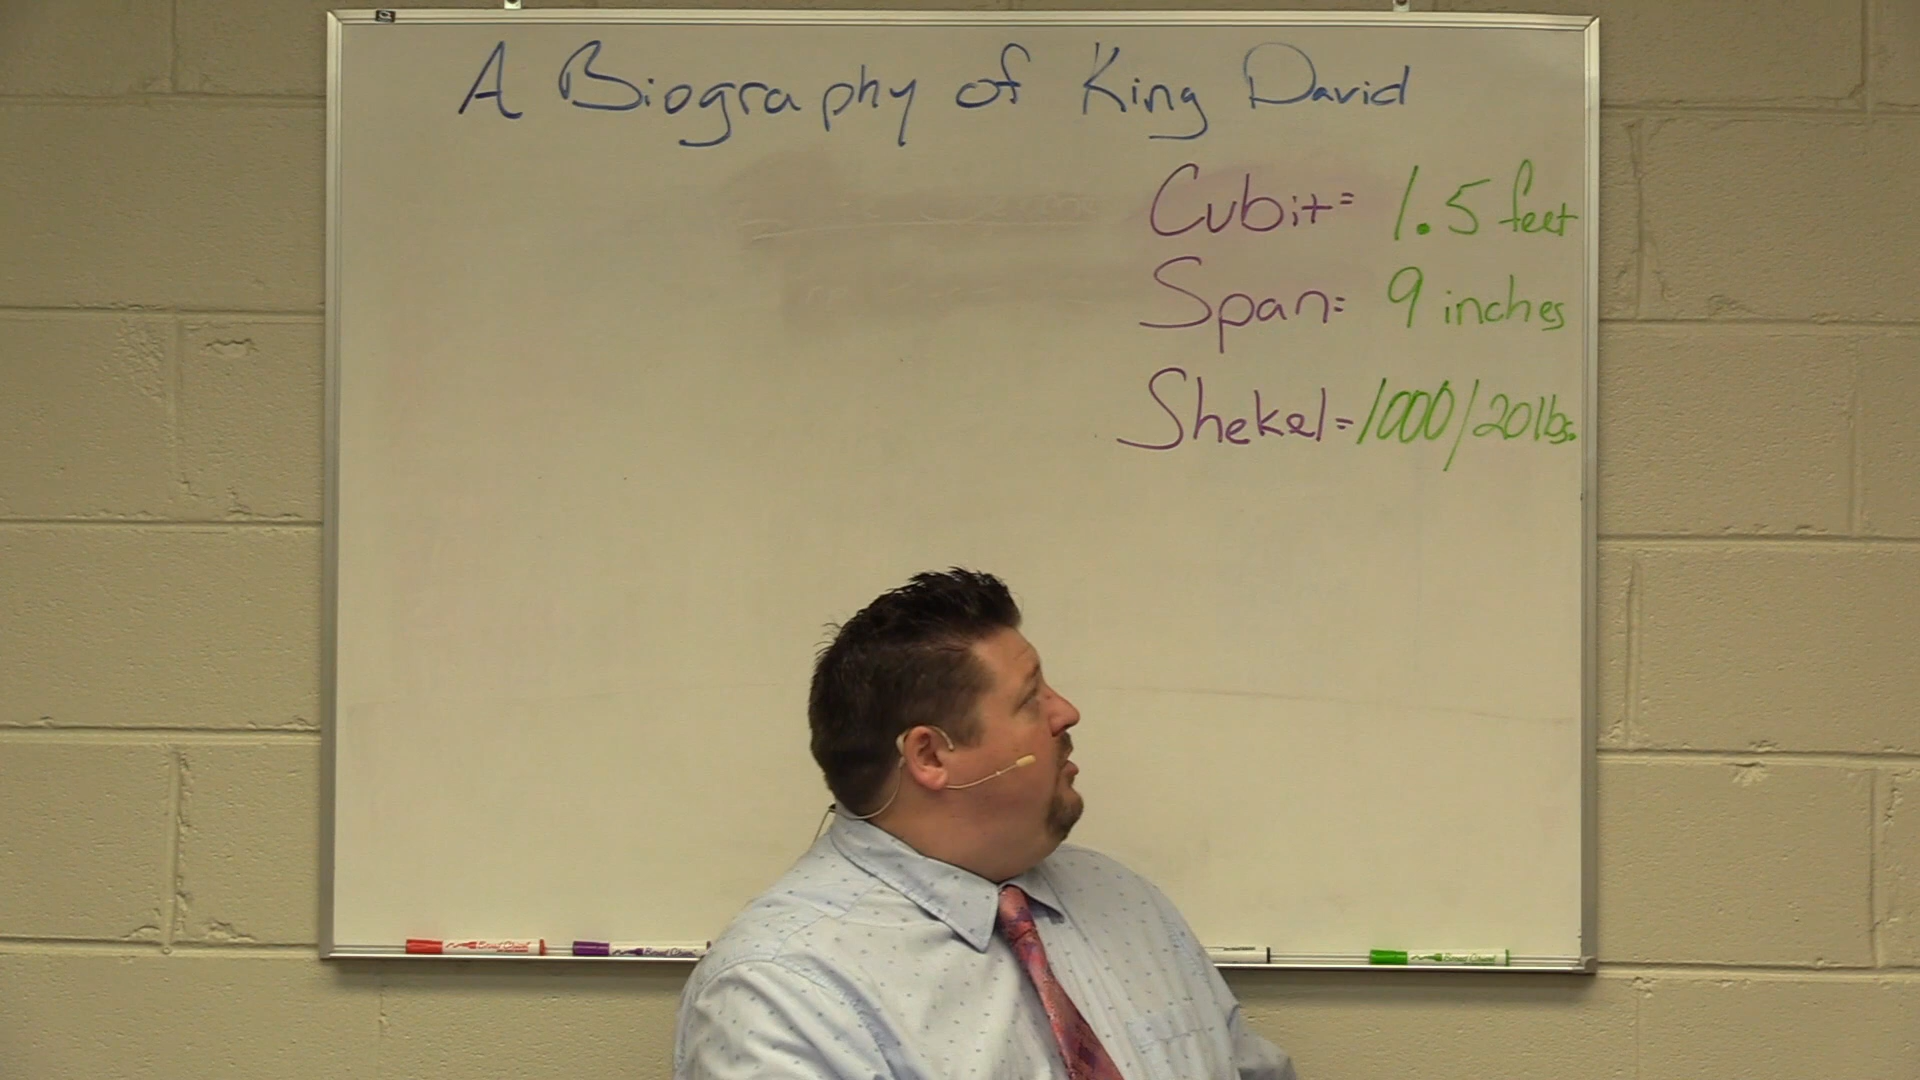 A Biography of King David
Cubit= 1.5 feet
Span= 9 inches
Shekel=1000/20lbs.